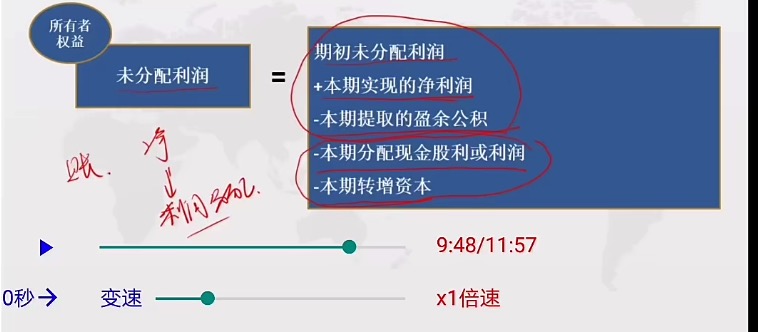 所有者
权益
未分配利润
=
期初未分配利润
+本期实现的净利润
-本期提取的盈余公积
-本期分配现金股利或利润
-本期转增资本
净
利润分配
9:48/11:57
0秒→
变速
x1倍速